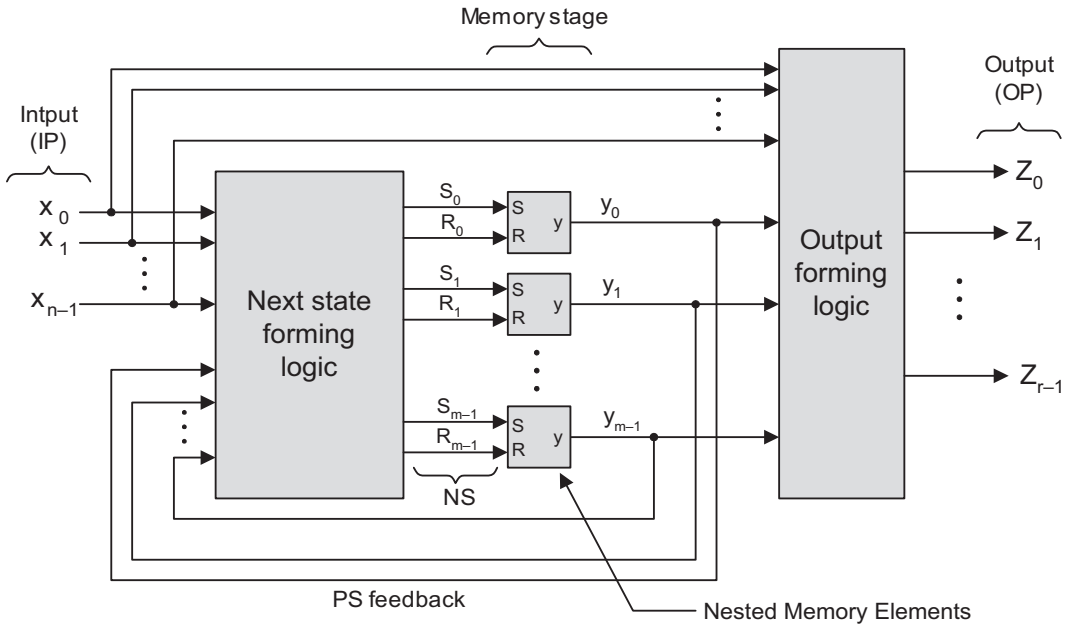 Memory stage
Intput
(IP)
Output
(OP)
x0
x1
xn–1
Next state
forming
logic
S0
R0
S
R
y
y0
S1
R1
S
R
y
y1
Sm–1
Rm–1
S
R
y
ym–1
NS
Output
forming
logic
Z0
Z1
Zr–1
PS feedback
Nested Memory Elements